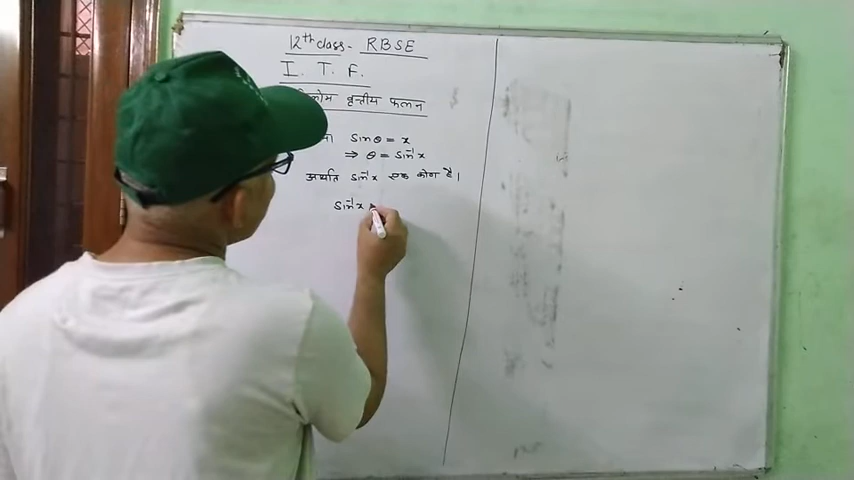 12th class - RBSE
I. T. F.
वृत्तीय फलन
sinθ = x
⇒ θ = sin⁻¹x
अर्थात sin⁻¹x एक कोण है।
sin⁻¹x